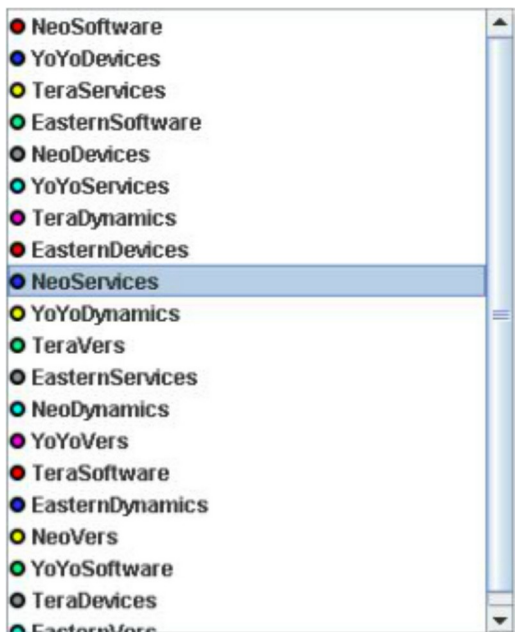 NeoSoftware
YoYoDevices
TeraServices
EasternSoftware
NeoDevices
YoYoServices
TeraDynamics
EasternDevices
NeoServices
YoYoDynamics
TeraVers
EasternServices
NeoDynamics
YoYoVers
TeraSoftware
EasternDynamics
NeoVers
YoYoSoftware
TeraDevices
EasternVers